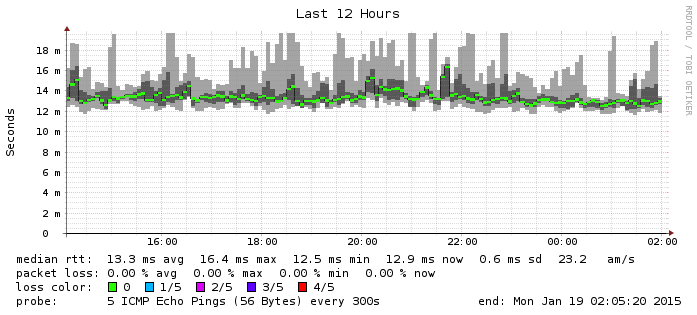 Last 12 Hours
RRDTOOL / TOBI OETIKER
Seconds
18 m
16 m
14 m
12 m
10 m
8 m
6 m
4 m
2 m
0
16:00 18:00 20:00 22:00 00:00 02:00
median rtt: 13.3 ms avg 16.4 ms max 12.5 ms min 12.9 ms now 0.6 ms sd 23.2 am/s
packet loss: 0.00 % avg 0.00 % max 0.00 % min 0.00 % now
loss color: 0 1/5 2/5 3/5 4/5
probe: 5 ICMP Echo Pings (56 Bytes) every 300s end: Mon Jan 19 02:05:20 2015